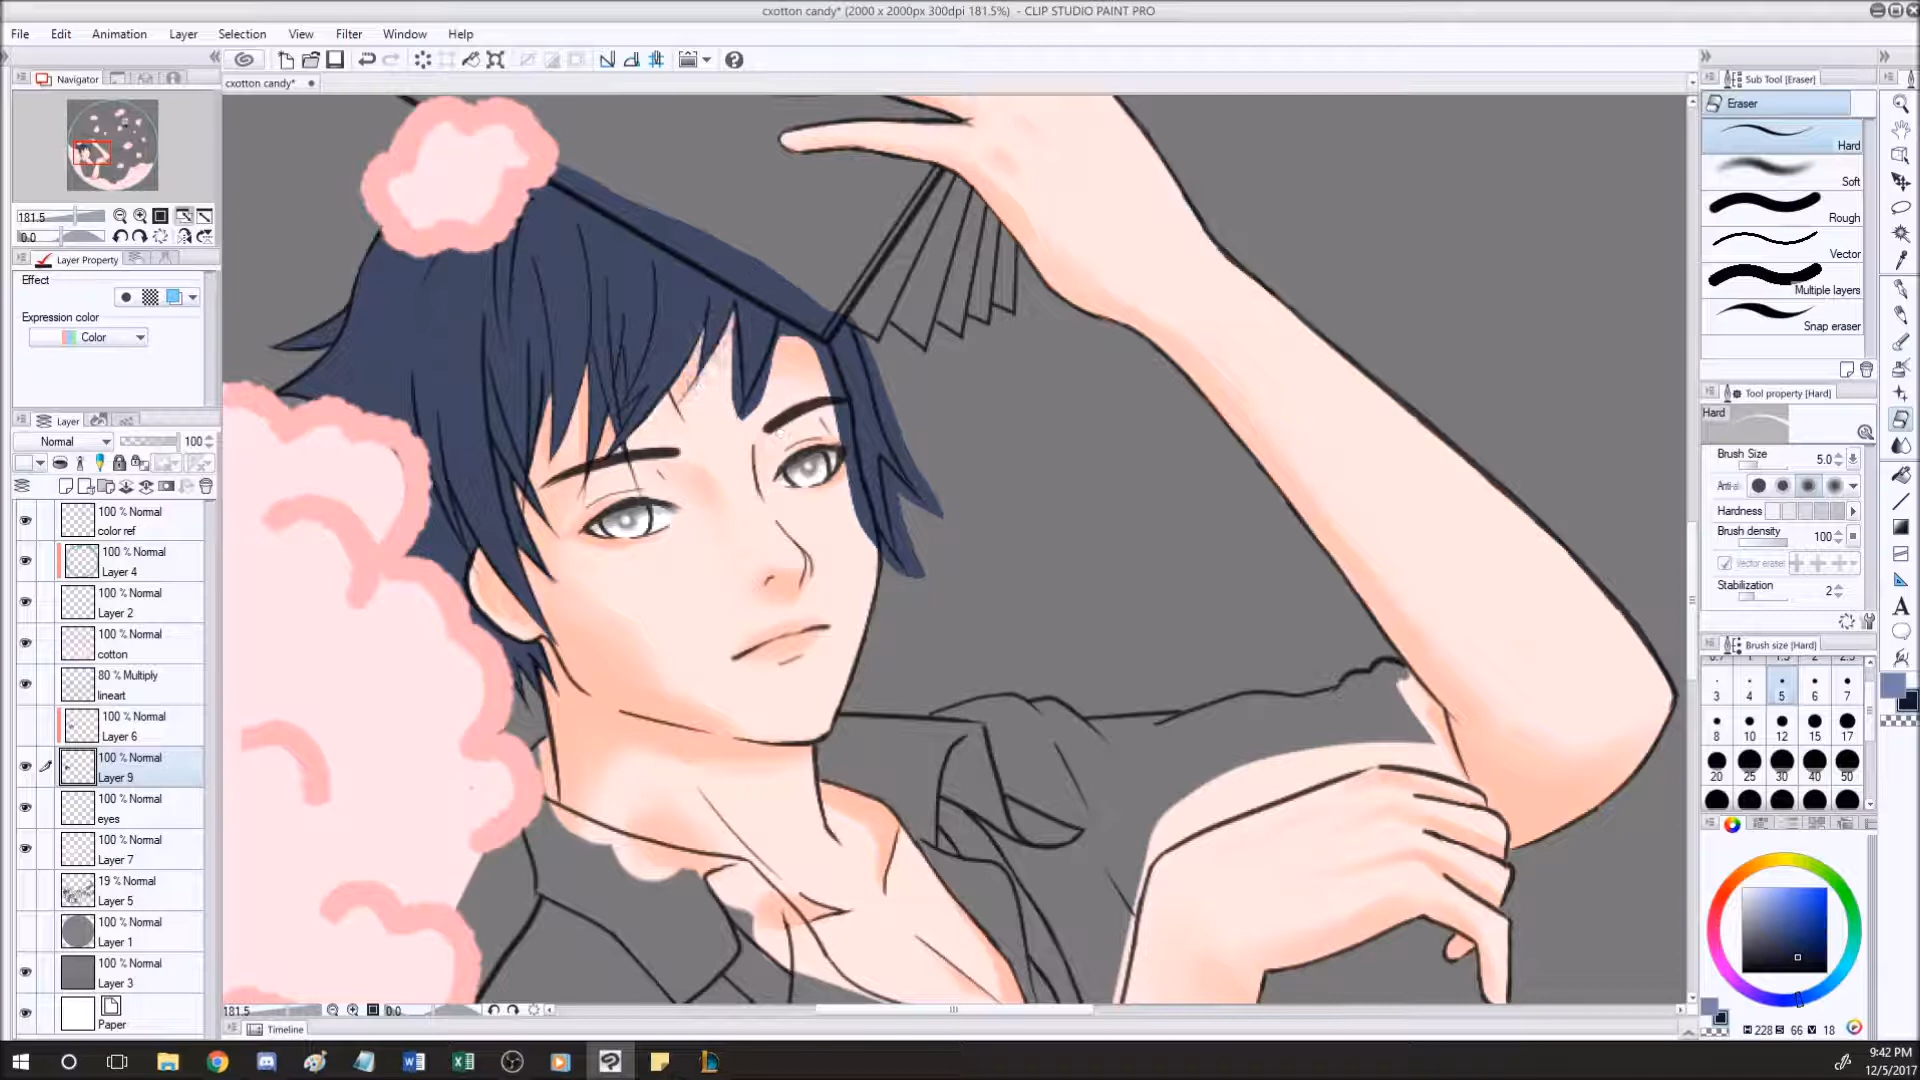 cxotton candy* (2000 x 2000px 300dpi 181.5%) - CLIP STUDIO PAINT PRO
File Edit Animation Layer Selection View Filter Window Help
cxotton candy*
Navigator
181.5
0.0
Layer Property
Effect
Expression color
Color
Layer
Normal 100
100 % Normal
color ref
100 % Normal
Layer 4
100 % Normal
Layer 2
100 % Normal
cotton
80 % Multiply
lineart
100 % Normal
Layer 6
100 % Normal
Layer 9
100 % Normal
eyes
100 % Normal
Layer 7
19 % Normal
Layer 5
100 % Normal
Layer 1
100 % Normal
Layer 3
Paper
181.5 0.0
Timeline
Sub Tool [Eraser]
Eraser
Hard
Soft
Rough
Vector
Multiple layers
Snap eraser
Tool property [Hard]
Hard
Brush Size 5.0
Hardness
Brush density 100
Vector eraser
Stabilization 2
Brush size [Hard]
3 4 5 6 7
8 10 12 15 17
20 25 30 40 50
H 228 S 66 V 18
9:42 PM
12/5/2017